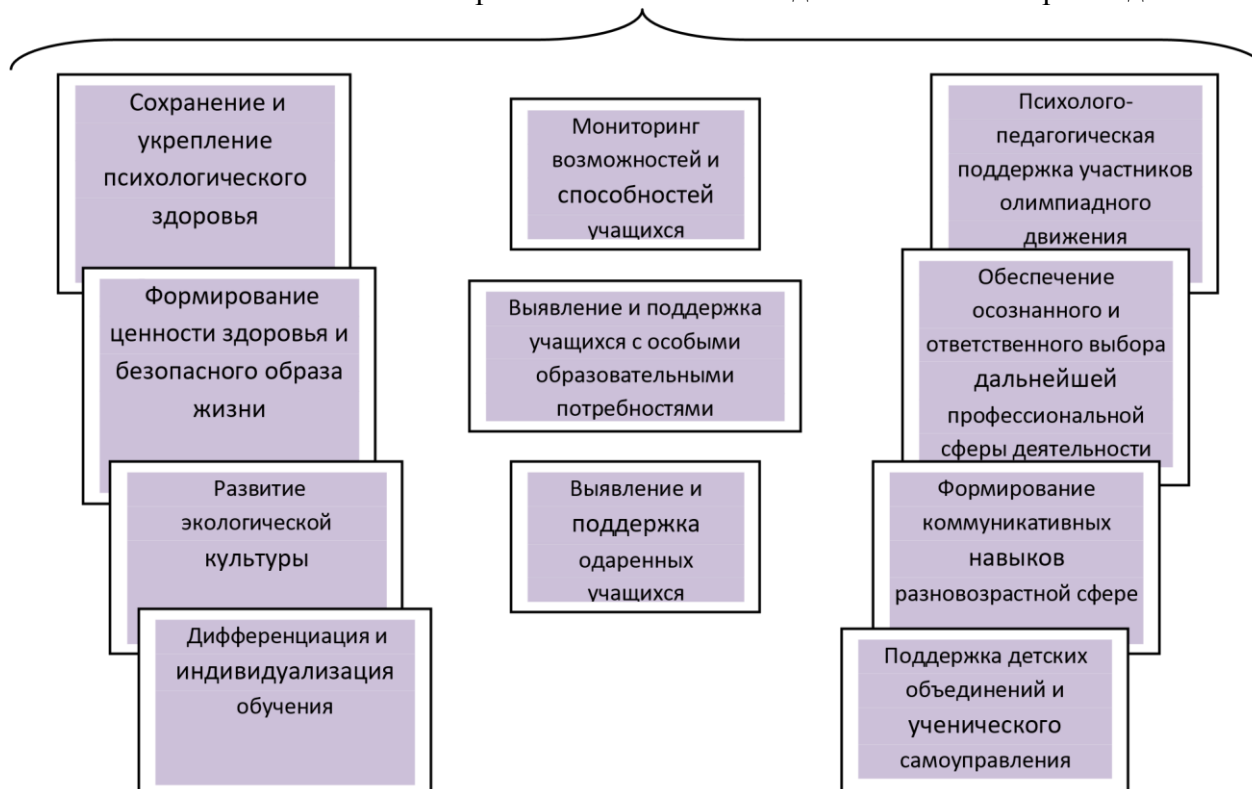 Сохранение и
укрепление
психологического
здоровья
Формирование
ценности здоровья и
безопасного образа
жизни
Развитие
экологической
культуры
Дифференциация и
индивидуализация
обучения
Мониторинг
возможностей и
способностей
учащихся
Выявление и поддержка
учащихся с особыми
образовательными
потребностями
Выявление и
поддержка
одаренных
учащихся
Психолого-
педагогическая
поддержка участников
олимпиадного
движения
Обеспечение
осознанного и
ответственного выбора
дальнейшей
профессиональной
сферы деятельности
Формирование
коммуникативных
навыков
разновозрастной сфере
Поддержка детских
объединений и
ученического
самоуправления